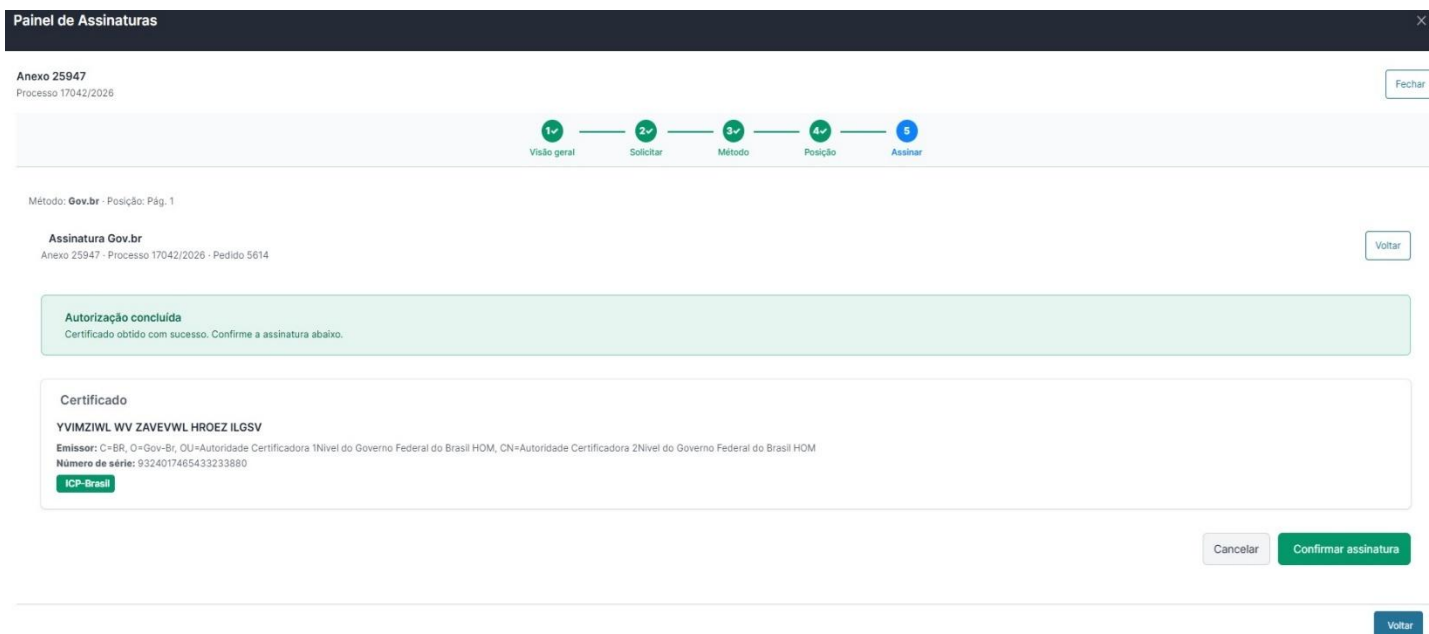 Painel de Assinaturas
Anexo 25947
Processo 17042/2026
Fechar
1
2
3
4
5
Visão geral
Solicitar
Método
Posição
Assinar
Método: Gov.br · Posição: Pág. 1
Assinatura Gov.br
Anexo 25947 · Processo 17042/2026 · Pedido 5614
Voltar
Autorização concluída
Certificado obtido com sucesso. Confirme a assinatura abaixo.
Certificado
YVIMZIWL WV ZAVEVWL HROEZ ILGSV
Emissor: C=BR, O=Gov-Br, OU=Autoridade Certificadora 1Nivel do Governo Federal do Brasil HOM, CN=Autoridade Certificadora 2Nivel do Governo Federal do Brasil HOM
Número de série: 9324017465433233880
ICP-Brasil
Cancelar
Confirmar assinatura
Voltar